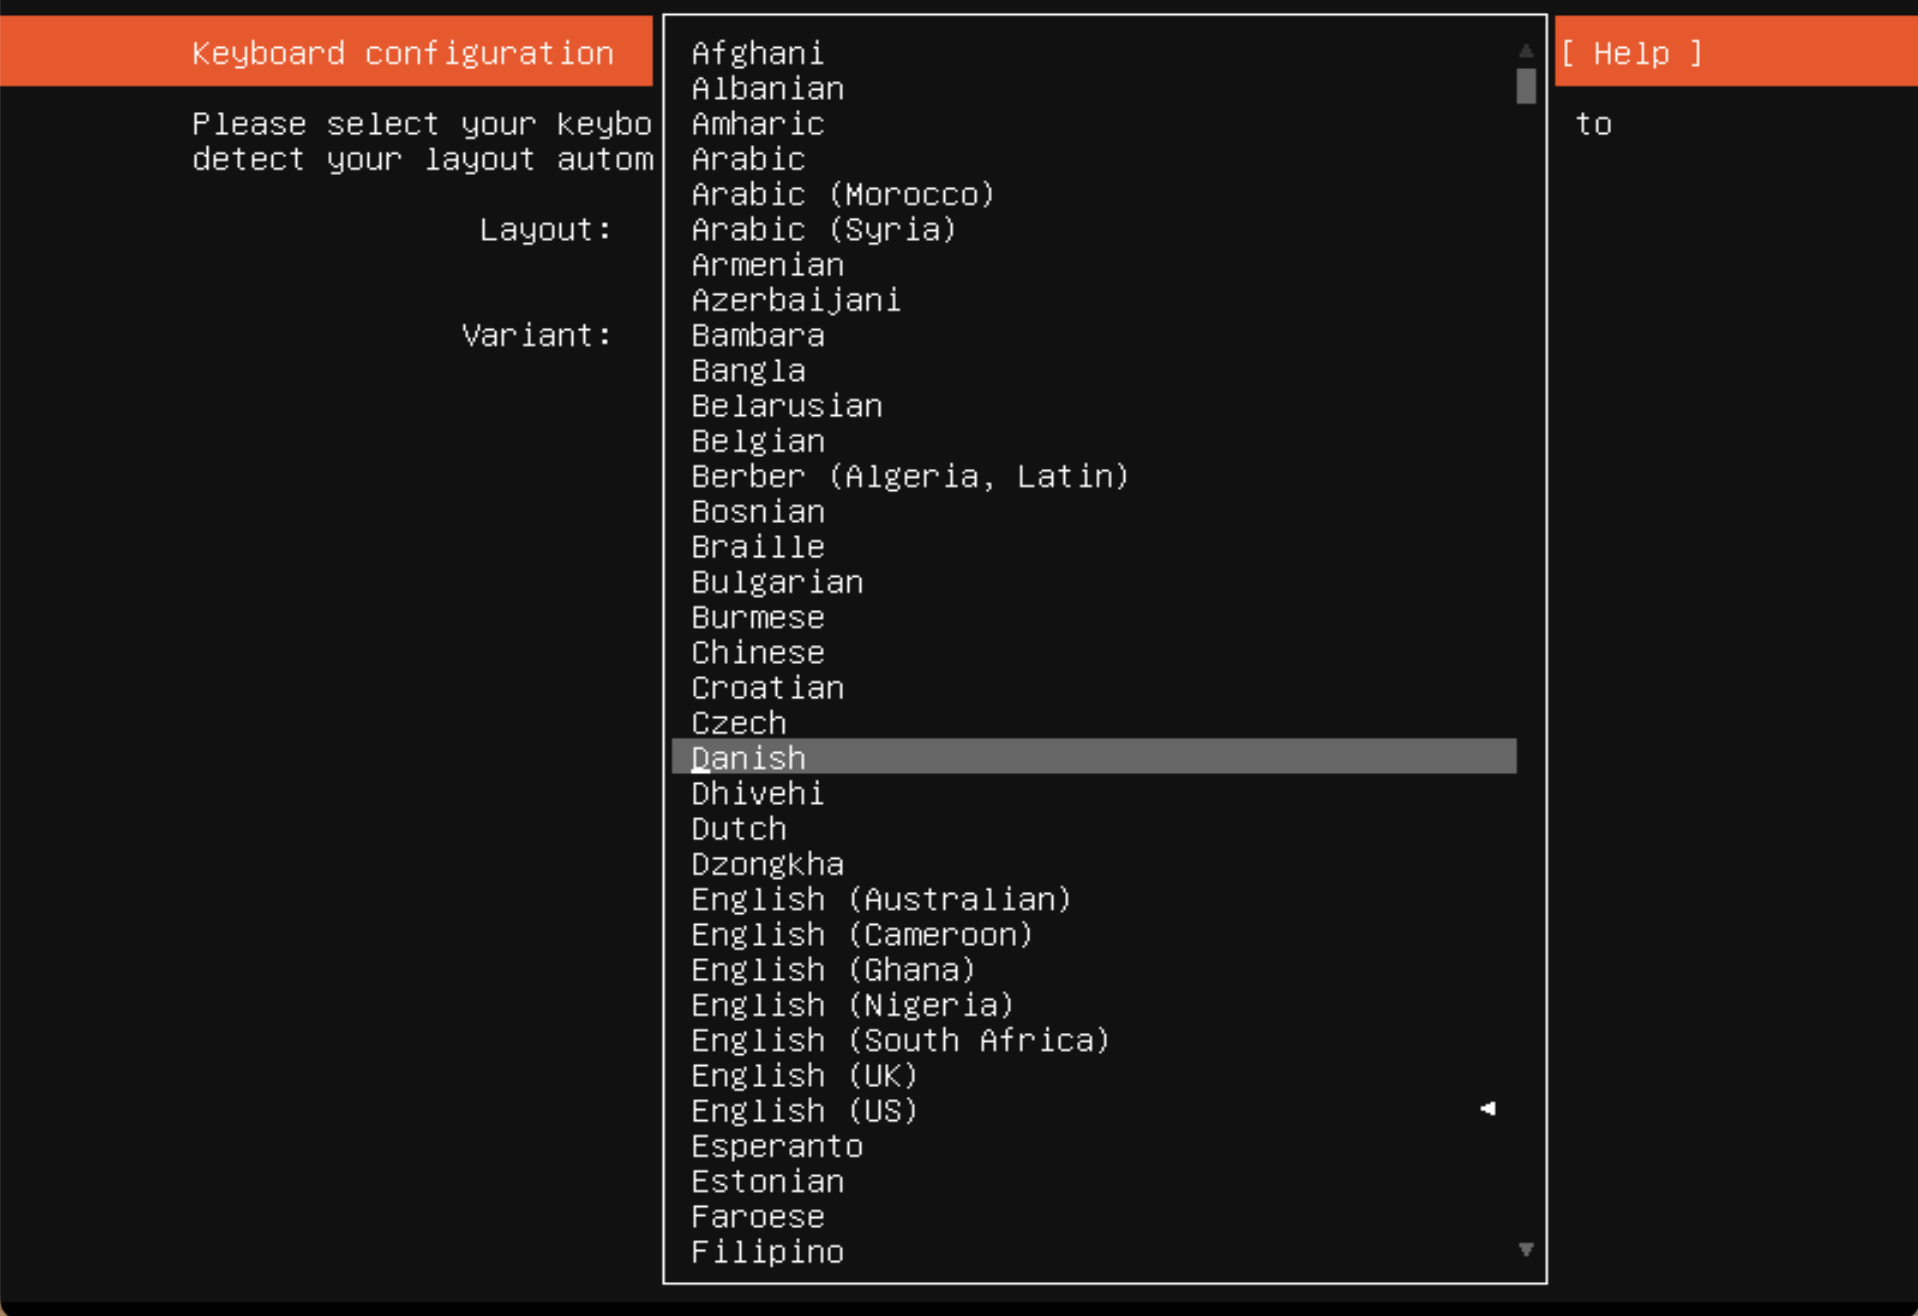 Keyboard configuration
[ Help ]
Please select your keybo
to
detect your layout autom
Layout:
Variant:
Afghani
Albanian
Amharic
Arabic
Arabic (Morocco)
Arabic (Syria)
Armenian
Azerbaijani
Bambara
Bangla
Belarusian
Belgian
Berber (Algeria, Latin)
Bosnian
Braille
Bulgarian
Burmese
Chinese
Croatian
Czech
Danish
Dhivehi
Dutch
Dzongkha
English (Australian)
English (Cameroon)
English (Ghana)
English (Nigeria)
English (South Africa)
English (UK)
English (US)
Esperanto
Estonian
Faroese
Filipino